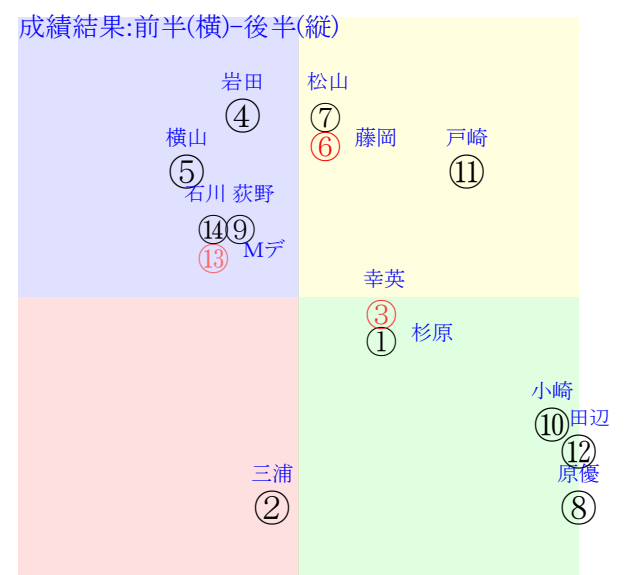 成績結果:前半(横)-後半(縦)
岩田 松山
④ ⑦
横山 ⑥ 藤岡 戸崎
⑤ ⑪
石川 荻野
⑭⑨
⑬ Mデ
幸英
③
① 杉原
小崎
⑩ 田辺
⑫
三浦 原優
② ⑧